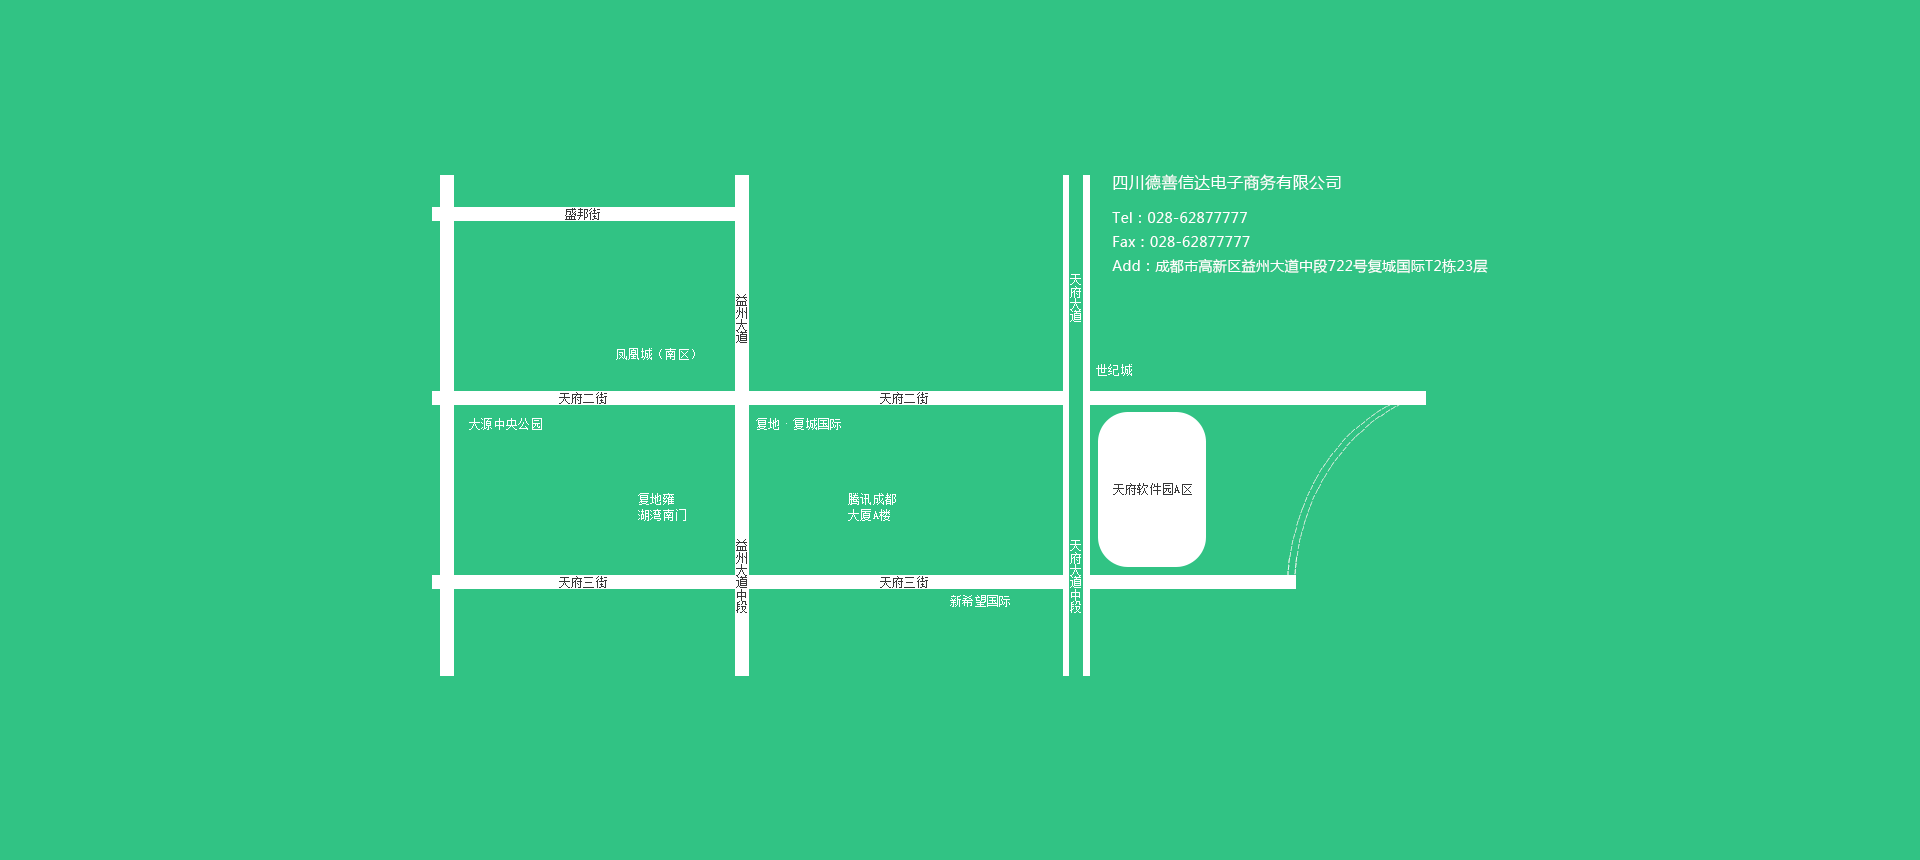 四川德善信达电子商务有限公司
Tel：028-62877777
Fax：028-62877777
Add：成都市高新区益州大道中段722号复城国际T2栋23层
盛邦街
益州大道
天府大道
凤凰城（南区）
世纪城
天府二街
天府二街
大源中央公园
复地·复城国际
天府软件园A区
复地雍
湖湾南门
腾讯成都
大厦A楼
益州大道中段
天府大道中段
天府三街
天府三街
新希望国际